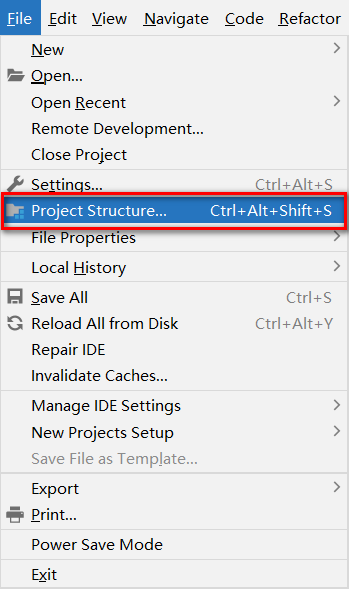 File Edit View Navigate Code Refactor
New
Open...
Open Recent
Remote Development...
Close Project
Settings... Ctrl+Alt+S
Project Structure... Ctrl+Alt+Shift+S
File Properties
Local History
Save All Ctrl+S
Reload All from Disk Ctrl+Alt+Y
Repair IDE
Invalidate Caches...
Manage IDE Settings
New Projects Setup
Save File as Template...
Export
Print...
Power Save Mode
Exit